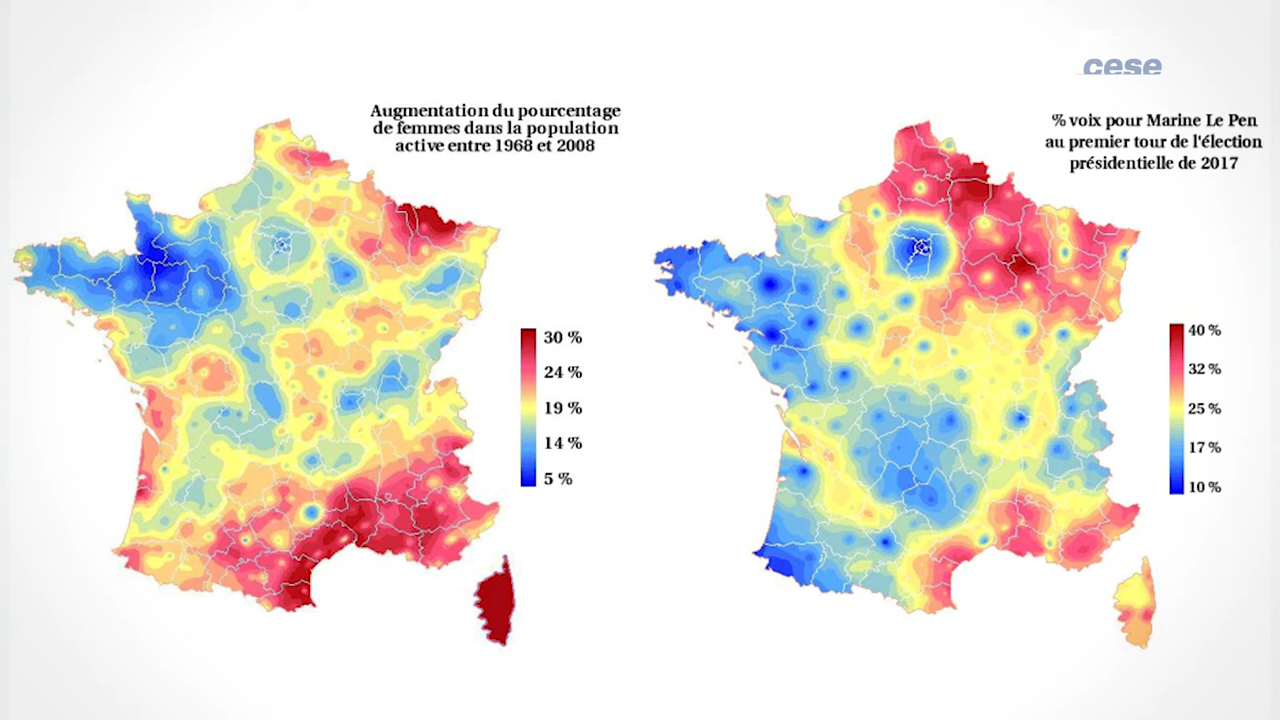 cese
Augmentation du pourcentage
de femmes dans la population
active entre 1968 et 2008
30 %
24 %
19 %
14 %
5 %
% voix pour Marine Le Pen
au premier tour de l'élection
présidentielle de 2017
40 %
32 %
25 %
17 %
10 %